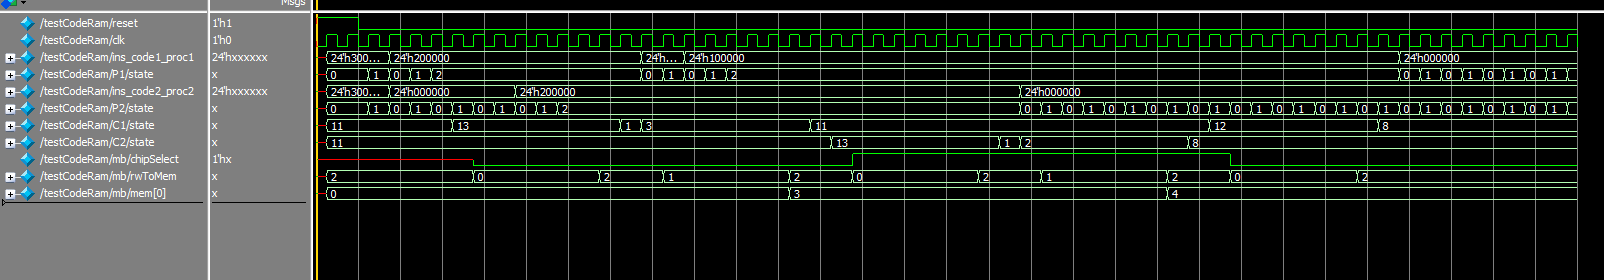 Msgs
/testCodeRam/reset 1'h1
/testCodeRam/clk 1'h0
/testCodeRam/ins_code1_proc1 24'hxxxxxx 24'h300... 24'h200000 24'h... 24'h100000 24'h000000
/testCodeRam/P1/state x 0 1 0 1 2 0 1 0 1 2 0 1 0 1 0 1 0 1
/testCodeRam/ins_code2_proc2 24'hxxxxxx 24'h300... 24'h000000 24'h200000 24'h000000
/testCodeRam/P2/state x 0 1 0 1 0 1 0 1 0 1 2 0 1 0 1 0 1 0 1 0 1 0 1 0 1 0 1 0 1 0 1 0 1 0 1 0 1
/testCodeRam/C1/state x 11 13 1 3 11 12 8
/testCodeRam/C2/state x 11 13 1 2 8
/testCodeRam/mb/chipSelect 1'hx
/testCodeRam/mb/rwToMem x 2 0 2 1 2 0 2 1 2 0 2
/testCodeRam/mb/mem[0] x 0 3 4